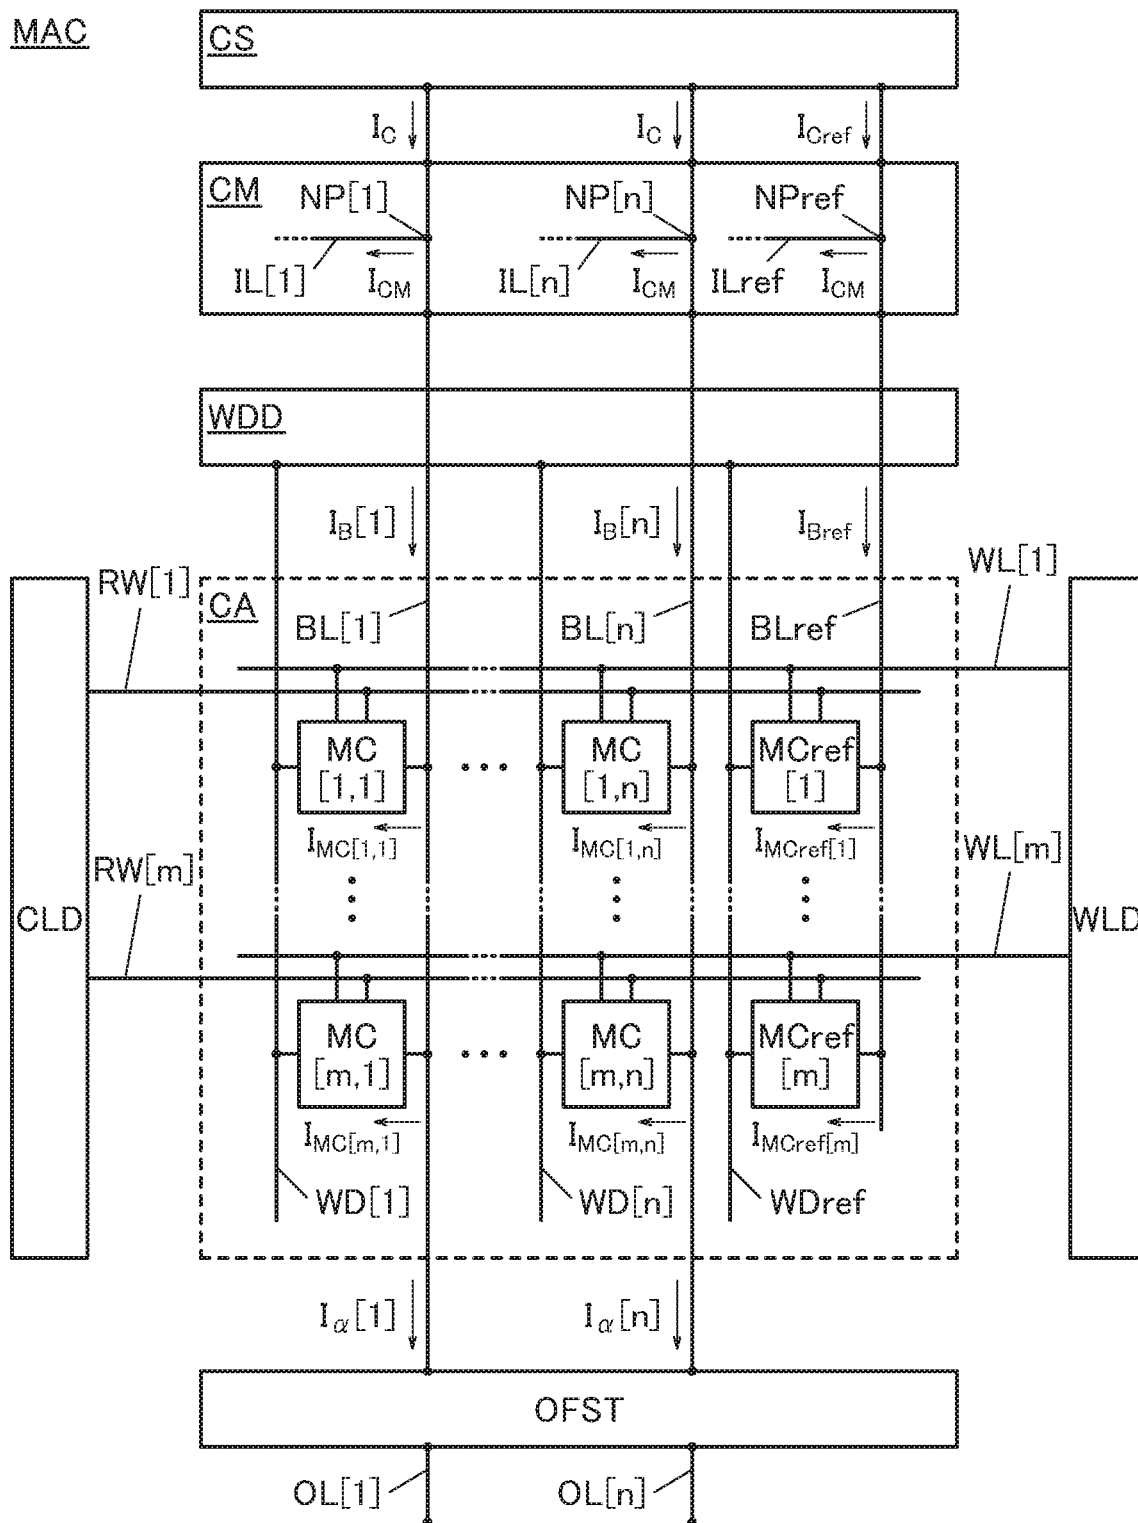 MAC
CS
I_C
I_C
I_Cref
CM
NP[1]
NP[n]
NPref
IL[1]
I_CM
IL[n]
I_CM
ILref
I_CM
WDD
I_B[1]
I_B[n]
I_Bref
RW[1]
WL[1]
CA
BL[1]
BL[n]
BLref
MC
[1,1]
MC
[1,n]
MCref
[1]
I_MC[1,1]
I_MC[1,n]
I_MCref[1]
RW[m]
WL[m]
CLD
WLD
MC
[m,1]
MC
[m,n]
MCref
[m]
I_MC[m,1]
I_MC[m,n]
I_MCref[m]
WD[1]
WD[n]
WDref
I_α[1]
I_α[n]
OFST
OL[1]
OL[n]